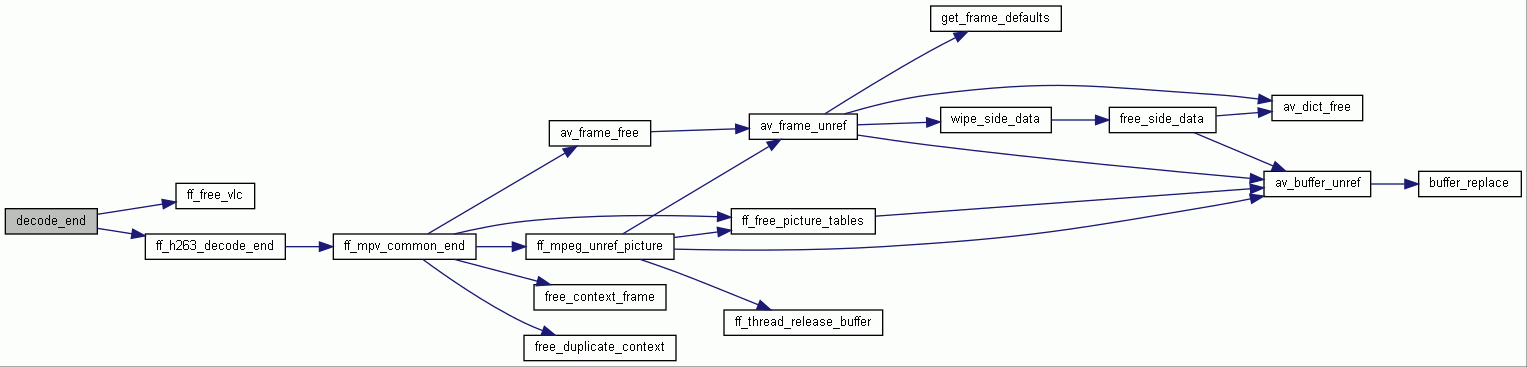 get_frame_defaults
av_dict_free
wipe_side_data
free_side_data
av_frame_unref
av_frame_free
av_buffer_unref
buffer_replace
ff_free_vlc
decode_end
ff_free_picture_tables
ff_h263_decode_end
ff_mpv_common_end
ff_mpeg_unref_picture
free_context_frame
ff_thread_release_buffer
free_duplicate_context